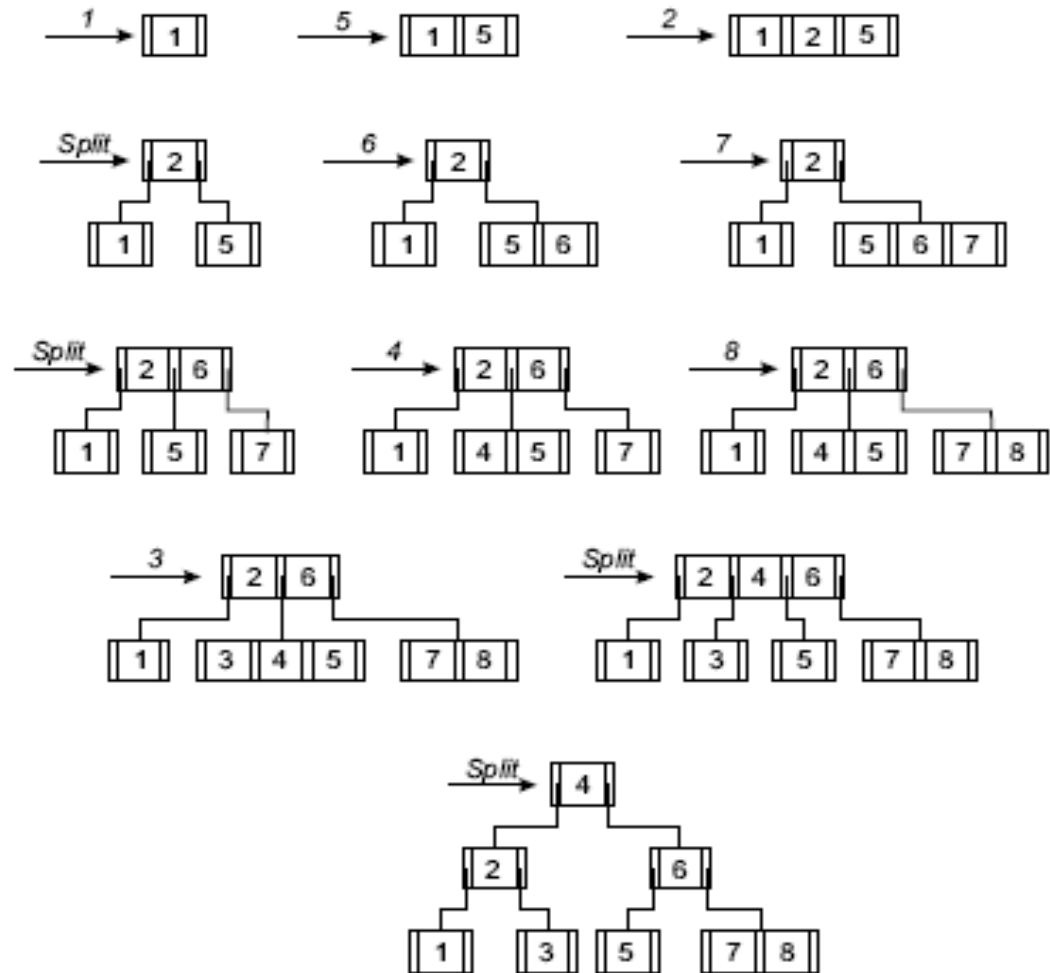 1 1 5 1 5 2 1 2 5
Split 2 6 2 7 2
1 5 1 5 6 1 5 6 7
Split 2 6 4 2 6 8 2 6
1 5 7 1 4 5 7 1 4 5 7 8
3 2 6 Split 2 4 6
1 3 4 5 7 8 1 3 5 7 8
Split 4
2 6
1 3 5 7 8